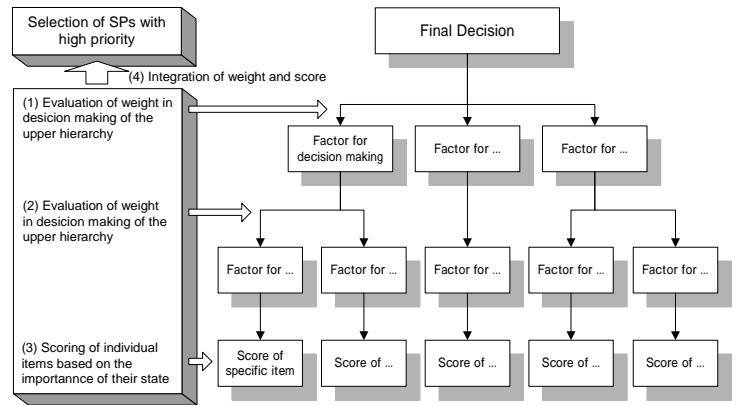 Selection of SPs with
high priority
Final Decision
(4) Integration of weight and score
(1) Evaluation of weight in
desicion making of the
upper hierarchy
Factor for
decision making
Factor for ...
Factor for ...
(2) Evaluation of weight
in desicion making of the
upper hierarchy
Factor for ...
Factor for ...
Factor for ...
Factor for ...
Factor for ...
(3) Scoring of individual
items based on the
importannce of their state
Score of
specific item
Score of ...
Score of ...
Score of ...
Score of ...